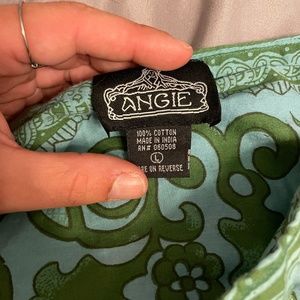 ANGIE
100% COTTON
MADE IN INDIA
RN# 060508
L
ON REVERSE